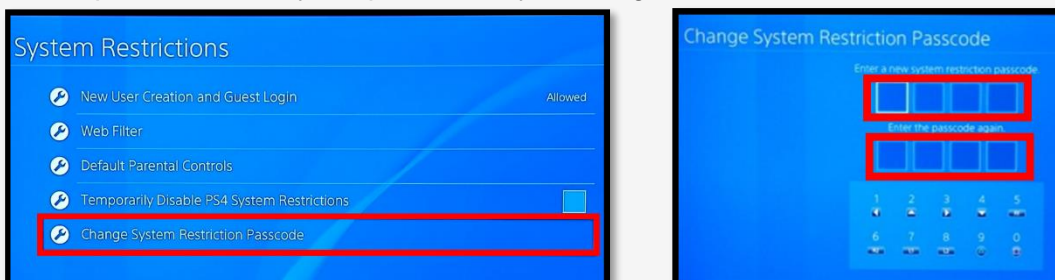 System Restrictions
New User Creation and Guest Login Allowed
Web Filter
Default Parental Controls
Temporarily Disable PS4 System Restrictions
Change System Restriction Passcode
Change System Restriction Passcode
Enter a new system restriction passcode.
Enter the passcode again.
1 2 3 4 5
6 7 8 9 0